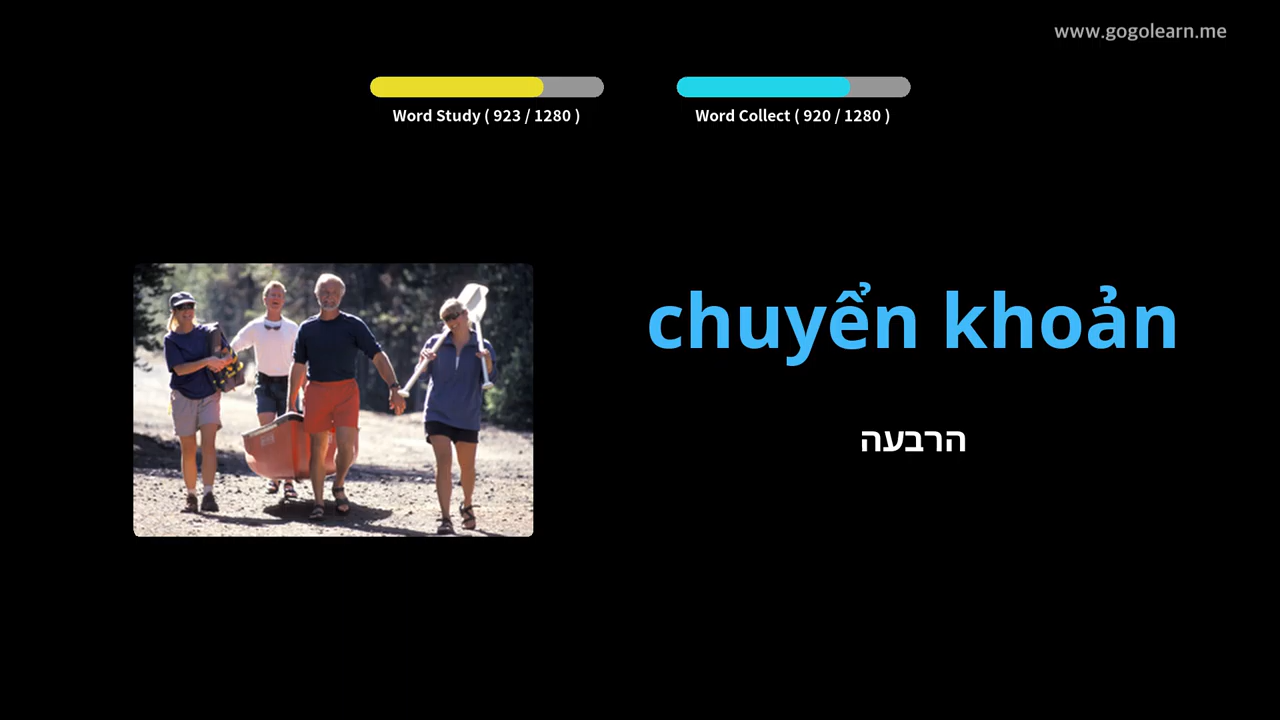 www.gogolearn.me
Word Study ( 923 / 1280 )
Word Collect ( 920 / 1280 )
chuyển khoản
הרבעה